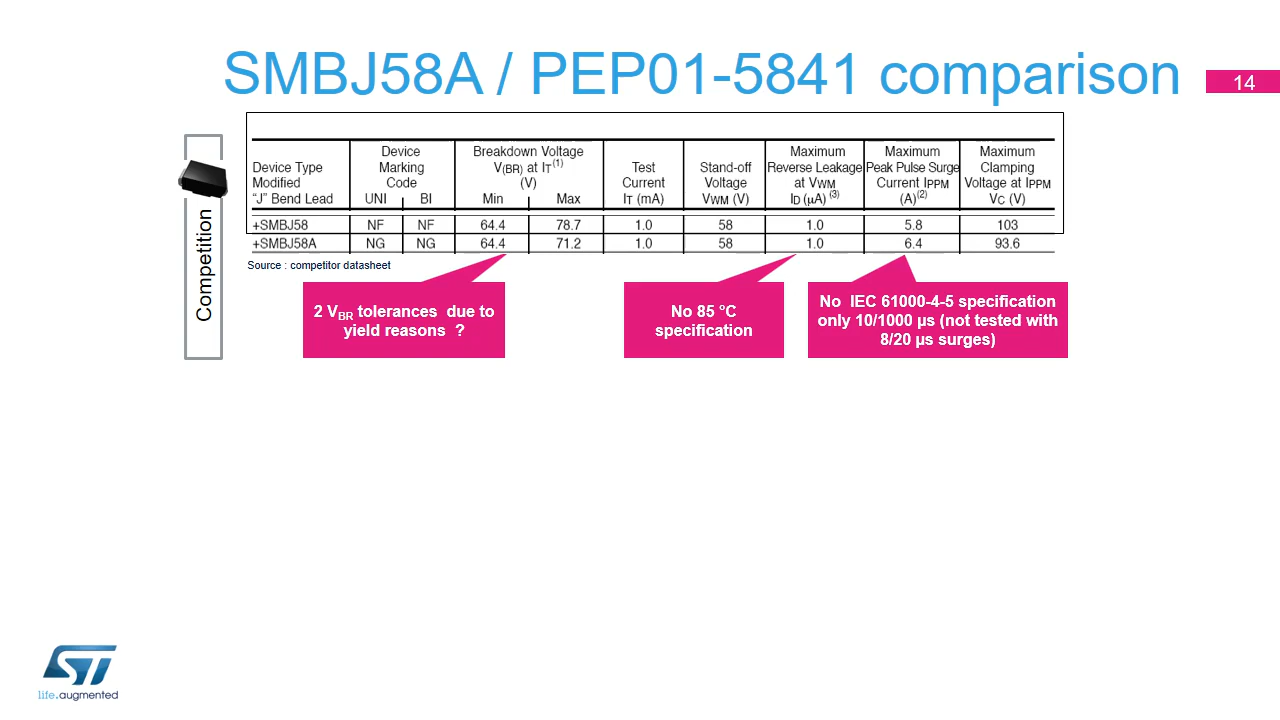 SMBJ58A / PEP01-5841 comparison
14
Competition
Device Type
Modified
"J" Bend Lead
Device
Marking
Code
UNI BI
Breakdown Voltage
V(BR) at IT(1)
(V)
Min Max
Test
Current
IT (mA)
Stand-off
Voltage
VWM (V)
Maximum
Reverse Leakage
at VWM
ID (µA) (3)
Maximum
Peak Pulse Surge
Current IPPM
(A)(2)
Maximum
Clamping
Voltage at IPPM
VC (V)
+SMBJ58 NF NF 64.4 78.7 1.0 58 1.0 5.8 103
+SMBJ58A NG NG 64.4 71.2 1.0 58 1.0 6.4 93.6
Source : competitor datasheet
2 VBR tolerances due to
yield reasons ?
No 85 °C
specification
No IEC 61000-4-5 specification
only 10/1000 µs (not tested with
8/20 µs surges)
ST
life.augmented